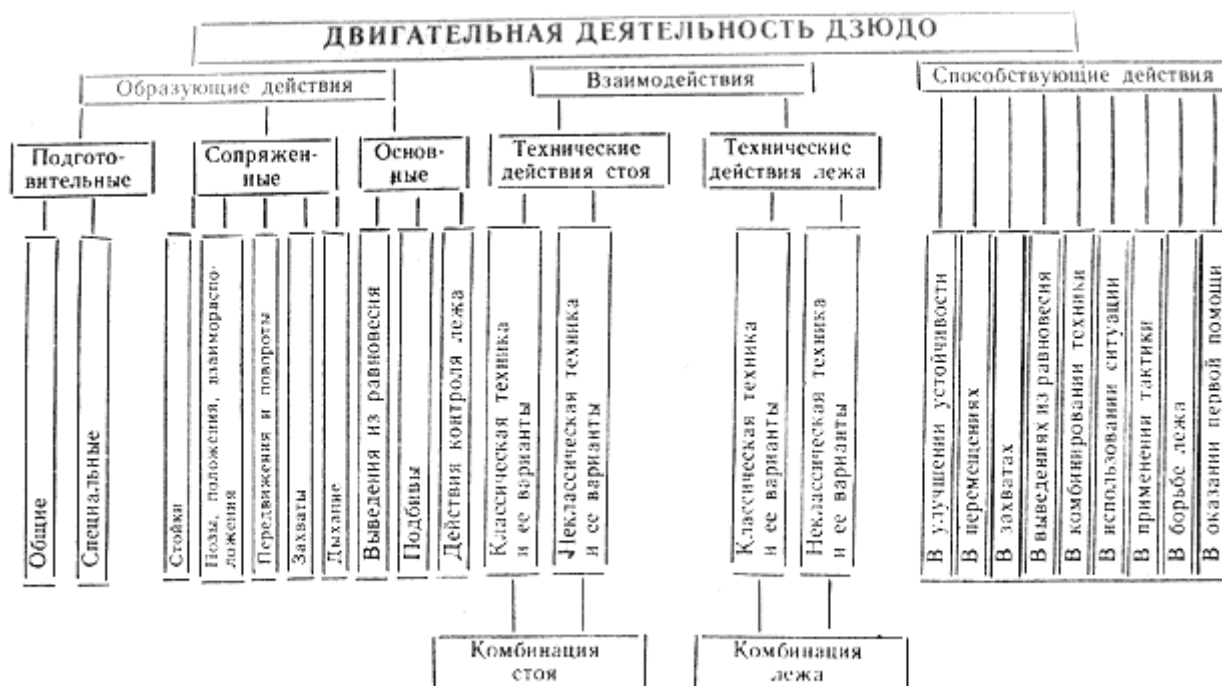 ДВИГАТЕЛЬНАЯ ДЕЯТЕЛЬНОСТЬ ДЗЮДО
Образующие действия
Взаимодействия
Способствующие действия
Подгото-
вительные
Сопряжен-
ные
Основ-
ные
Технические
действия стоя
Технические
действия лежа
Общие
Специальные
Стойки
Позы, положения, взаимораспо-
ложения
Передвижения и повороты
Захваты
Дыхание
Выведения из равновесия
Подбивы
Действия контроля лежа
Классическая техника
и ее варианты
Неклассическая техника
и ее варианты
Классическая техника
и ее варианты
Неклассическая техника
и ее варианты
В улучшении устойчивости
В перемещениях
В захватах
В выведениях из равновесия
В комбинировании техники
В использовании ситуации
В применении тактики
В борьбе лежа
В оказании первой помощи
Комбинация
стоя
Комбинация
лежа